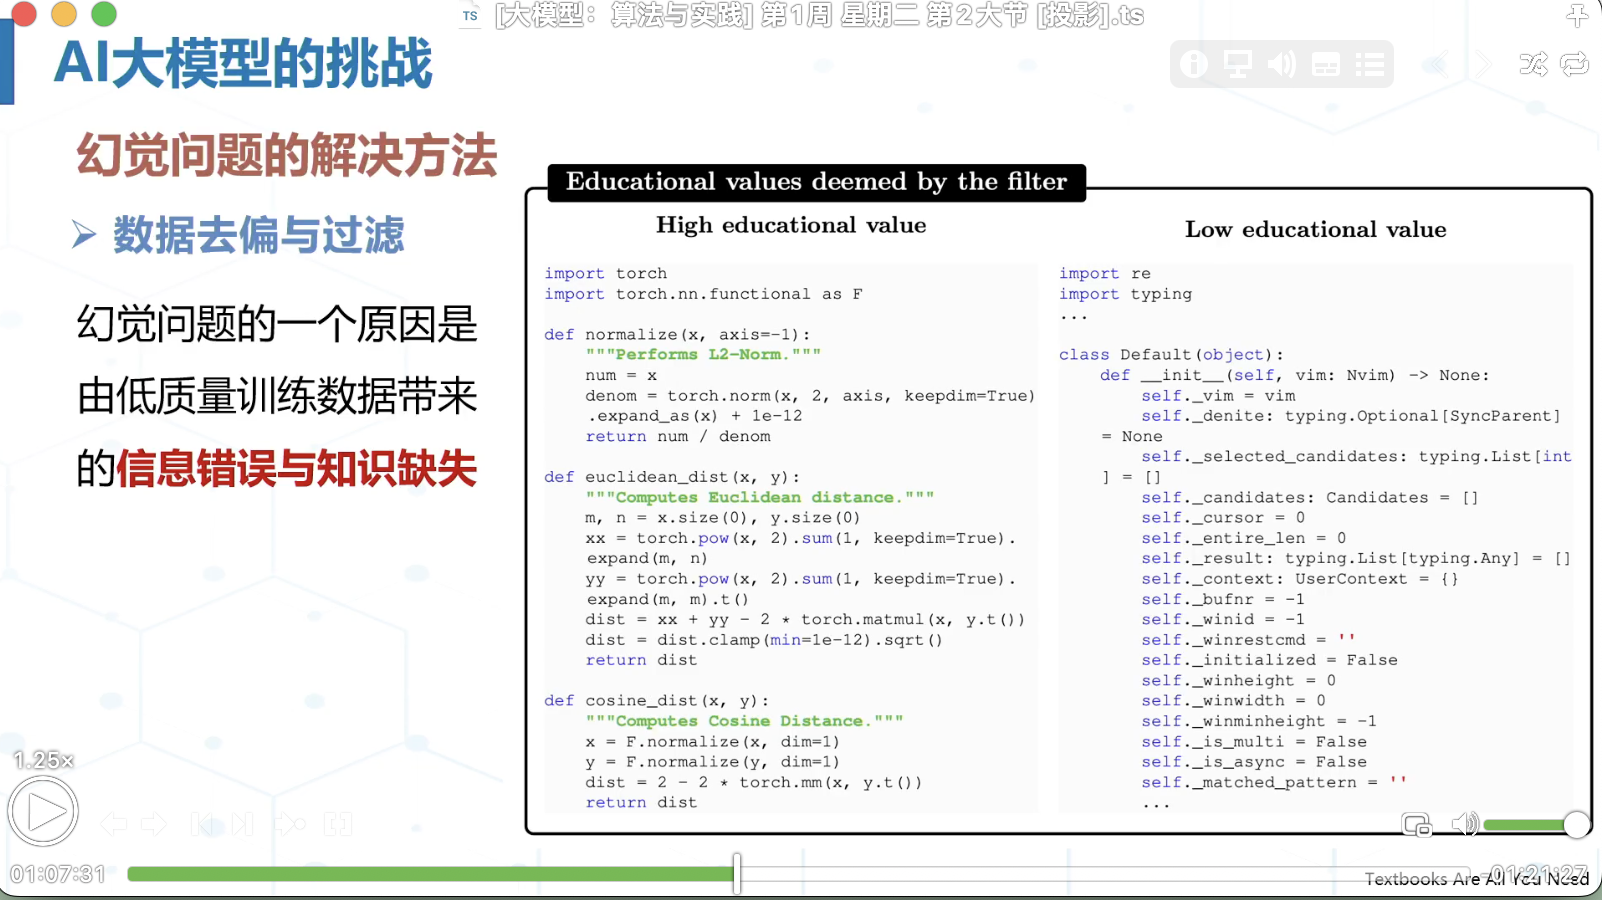 TS [大模型：算法与实践] 第1周 星期二 第2大节 [投影].ts
AI大模型的挑战
幻觉问题的解决方法
➢ 数据去偏与过滤
幻觉问题的一个原因是
由低质量训练数据带来
的信息错误与知识缺失
Educational values deemed by the filter
High educational value
import torch
import torch.nn.functional as F
def normalize(x, axis=-1):
"""Performs L2-Norm."""
num = x
denom = torch.norm(x, 2, axis, keepdim=True)
.expand_as(x) + 1e-12
return num / denom
def euclidean_dist(x, y):
"""Computes Euclidean distance."""
m, n = x.size(0), y.size(0)
xx = torch.pow(x, 2).sum(1, keepdim=True).
expand(m, n)
yy = torch.pow(x, 2).sum(1, keepdim=True).
expand(m, m).t()
dist = xx + yy - 2 * torch.matmul(x, y.t())
dist = dist.clamp(min=1e-12).sqrt()
return dist
def cosine_dist(x, y):
"""Computes Cosine Distance."""
x = F.normalize(x, dim=1)
y = F.normalize(y, dim=1)
dist = 2 - 2 * torch.mm(x, y.t())
return dist
Low educational value
import re
import typing
...
class Default(object):
def __init__(self, vim: Nvim) -> None:
self._vim = vim
self._denite: typing.Optional[SyncParent]
= None
self._selected_candidates: typing.List[int
] = []
self._candidates: Candidates = []
self._cursor = 0
self._entire_len = 0
self._result: typing.List[typing.Any] = []
self._context: UserContext = {}
self._bufnr = -1
self._winid = -1
self._winrestcmd = ''
self._initialized = False
self._winheight = 0
self._winwidth = 0
self._winminheight = -1
self._is_multi = False
self._is_async = False
self._matched_pattern = ''
...
1.25×
01:07:31
-01:21:27
Textbooks Are All You Need